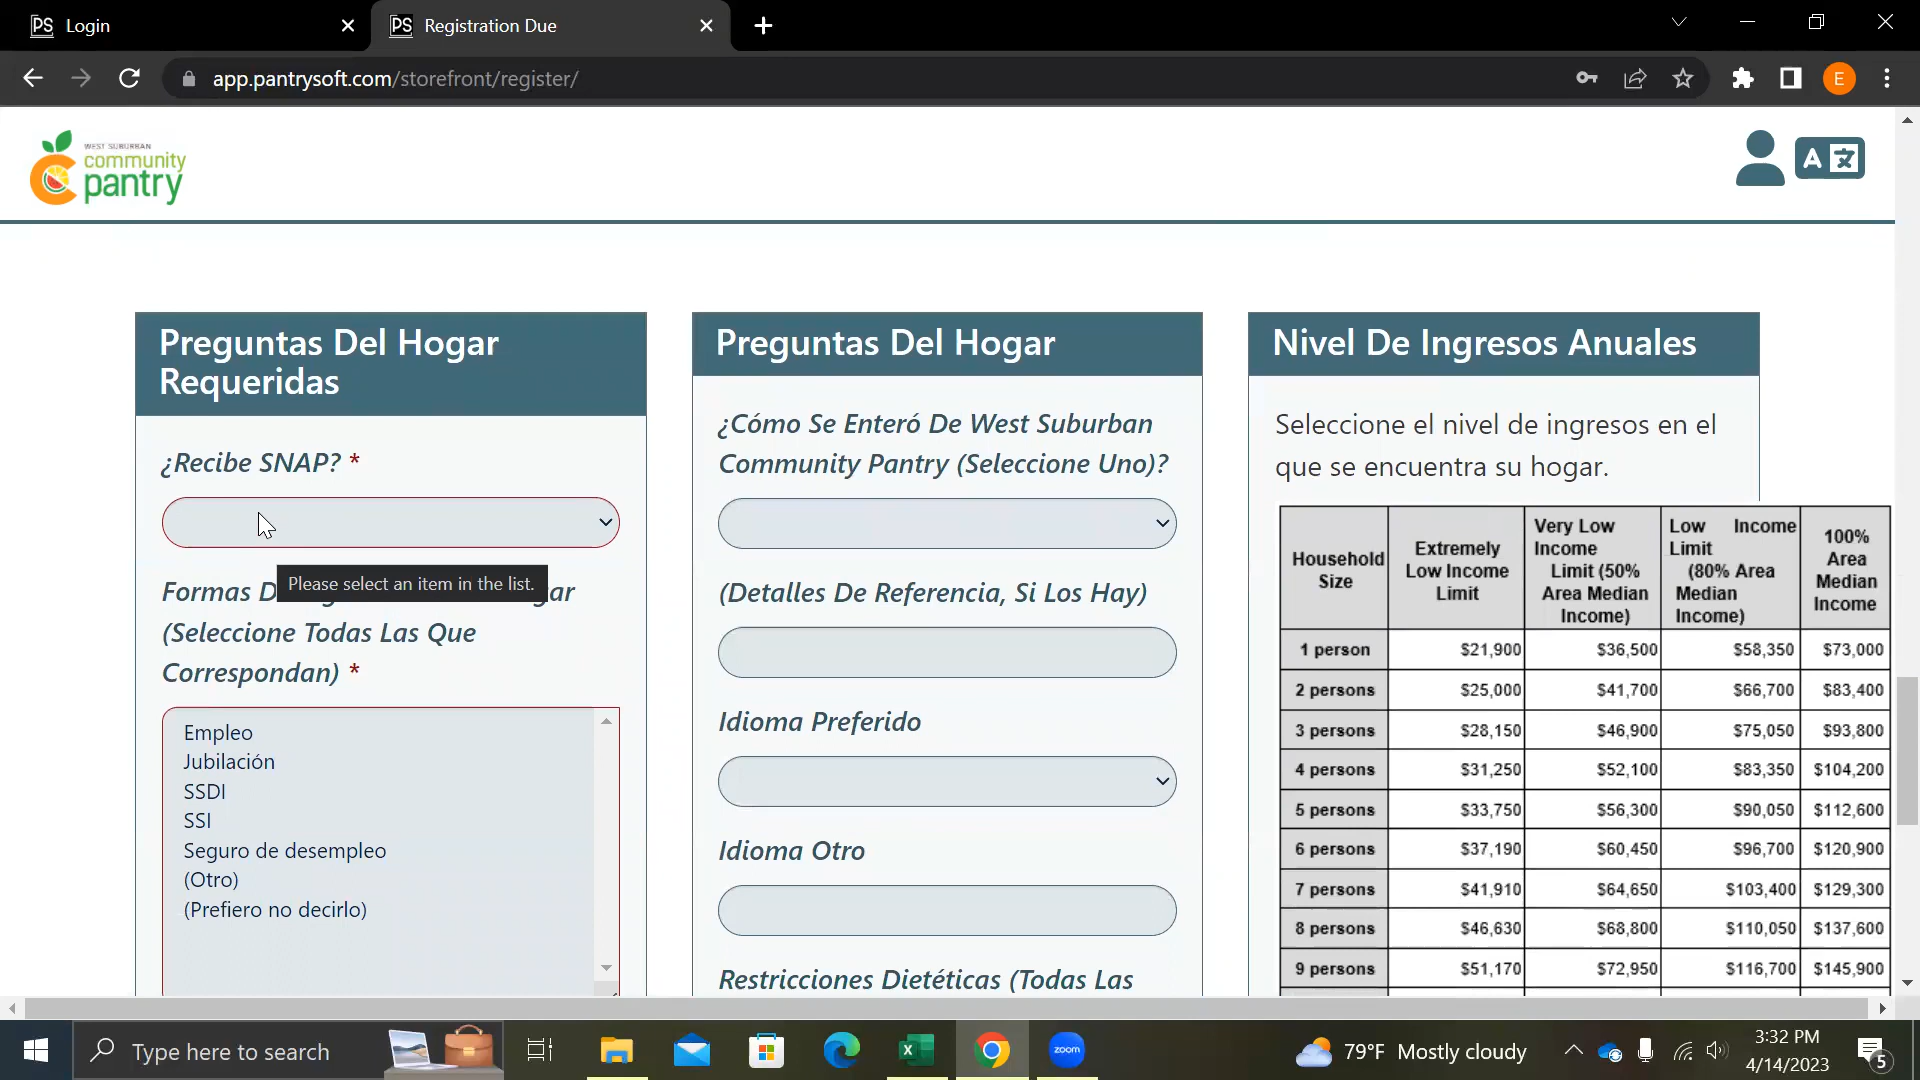 PS Login
PS Registration Due
app.pantrysoft.com/storefront/register/
E
WEST SUBURBAN
community
pantry
A
Preguntas Del Hogar
Requeridas
¿Recibe SNAP? *
Please select an item in the list.
Formas D
gar
(Seleccione Todas Las Que
Correspondan) *
Empleo
Jubilación
SSDI
SSI
Seguro de desempleo
(Otro)
(Prefiero no decirlo)
Preguntas Del Hogar
¿Cómo Se Enteró De West Suburban
Community Pantry (Seleccione Uno)?
(Detalles De Referencia, Si Los Hay)
Idioma Preferido
Idioma Otro
Restricciones Dietéticas (Todas Las
Nivel De Ingresos Anuales
Seleccione el nivel de ingresos en el
que se encuentra su hogar.
Household Size
Extremely Low Income Limit
Very Low Income Limit (50% Area Median Income)
Low Income Limit (80% Area Median Income)
100% Area Median Income
1 person $21,900 $36,500 $58,350 $73,000
2 persons $25,000 $41,700 $66,700 $83,400
3 persons $28,150 $46,900 $75,050 $93,800
4 persons $31,250 $52,100 $83,350 $104,200
5 persons $33,750 $56,300 $90,050 $112,600
6 persons $37,190 $60,450 $96,700 $120,900
7 persons $41,910 $64,650 $103,400 $129,300
8 persons $46,630 $68,800 $110,050 $137,600
9 persons $51,170 $72,950 $116,700 $145,900
Type here to search
zoom
79°F Mostly cloudy
3:32 PM
4/14/2023
5